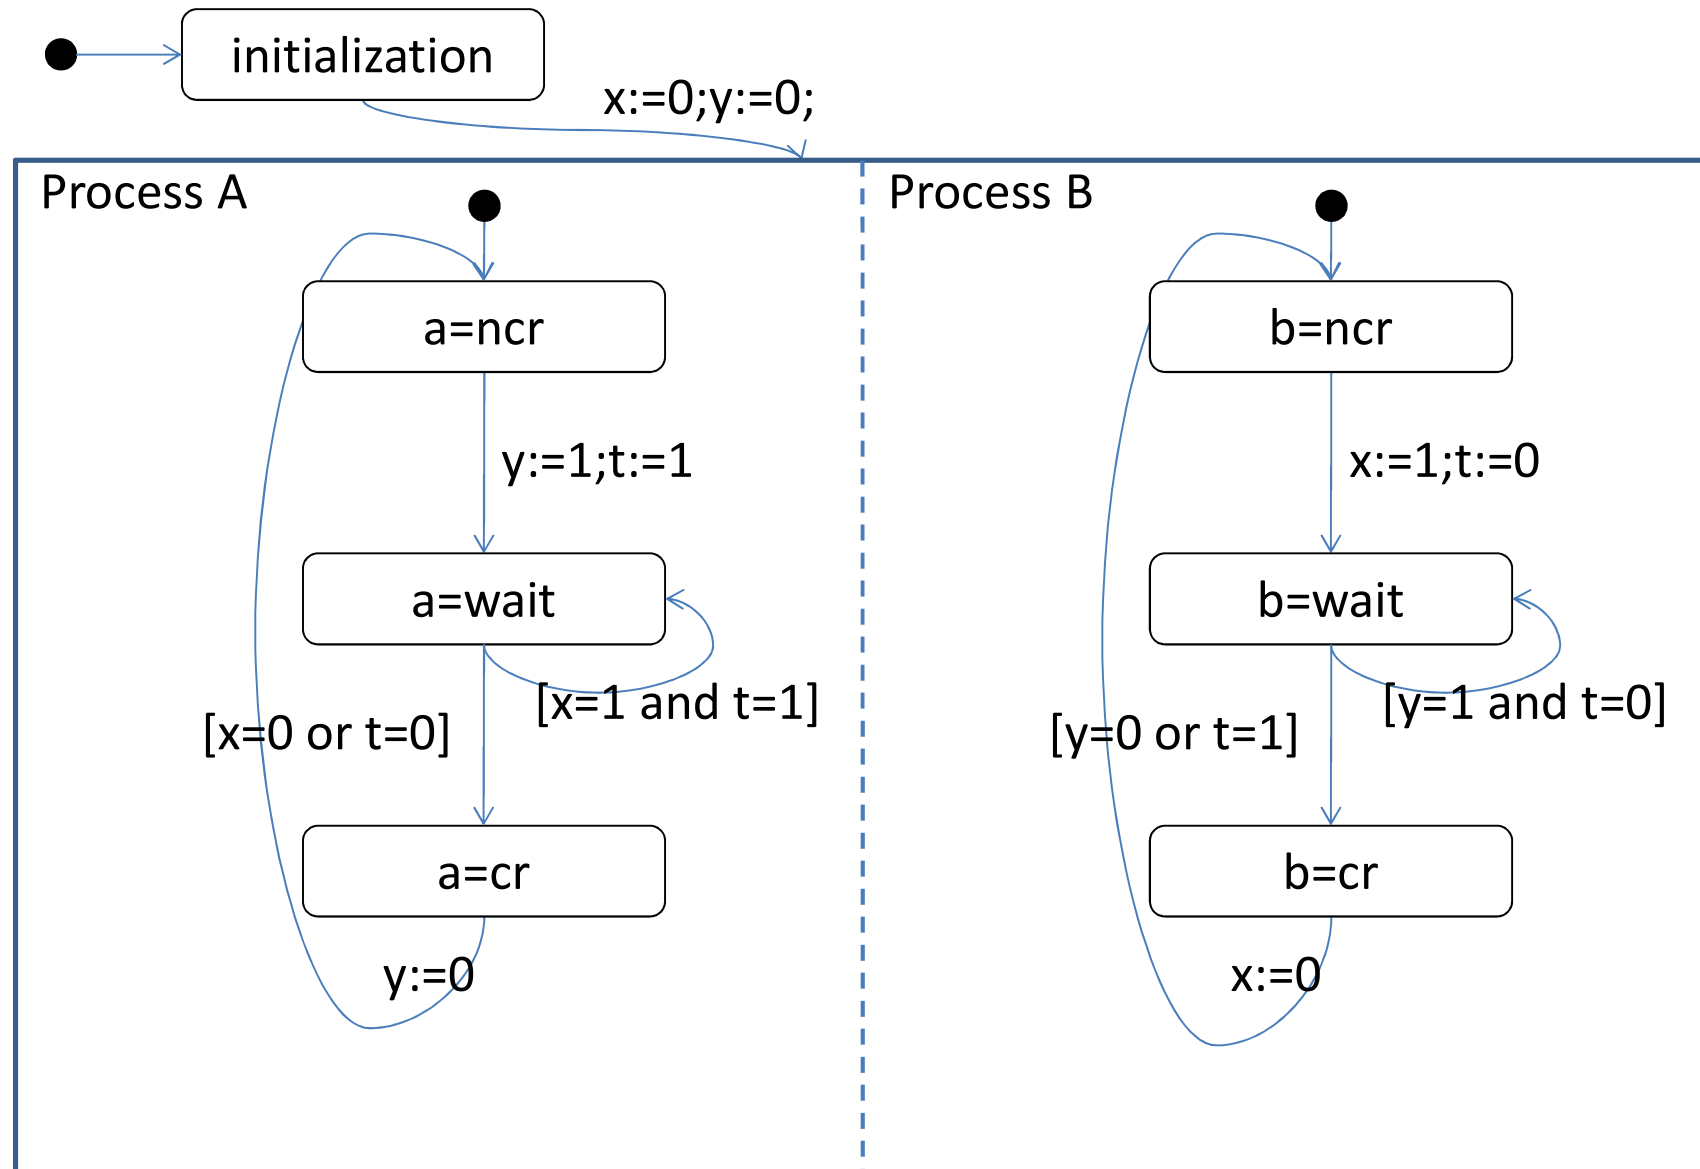 initialization
x:=0;y:=0;
Process A
a=ncr
y:=1;t:=1
a=wait
[x=1 and t=1]
[x=0 or t=0]
a=cr
y:=0
Process B
b=ncr
x:=1;t:=0
b=wait
[y=1 and t=0]
[y=0 or t=1]
b=cr
x:=0